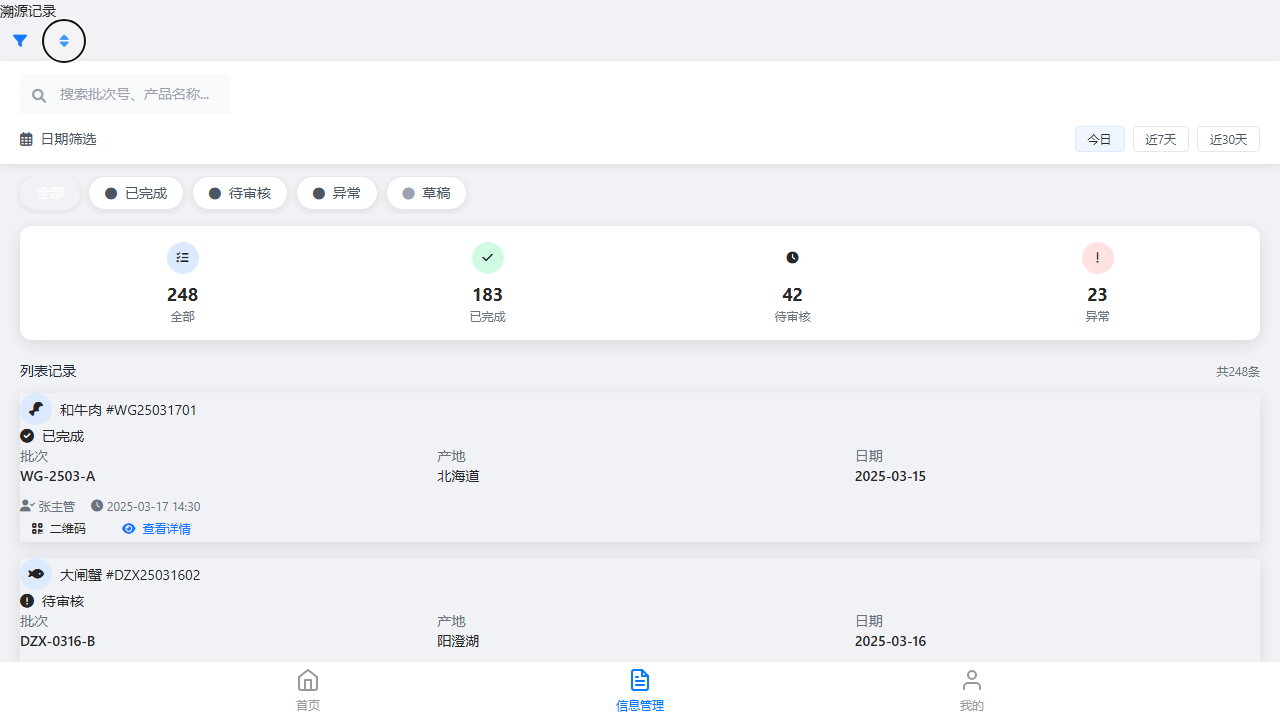 溯源记录
搜索批次号、产品名称...
日期筛选 今日 近7天 近30天
全部 已完成 待审核 异常 草稿
248 183 42 23
全部 已完成 待审核 异常
列表记录 共248条
和牛肉 #WG25031701
已完成
批次 产地 日期
WG-2503-A 北海道 2025-03-15
张主管 2025-03-17 14:30
二维码 查看详情
大闸蟹 #DZX25031602
待审核
批次 产地 日期
DZX-0316-B 阳澄湖 2025-03-16
首页 信息管理 我的